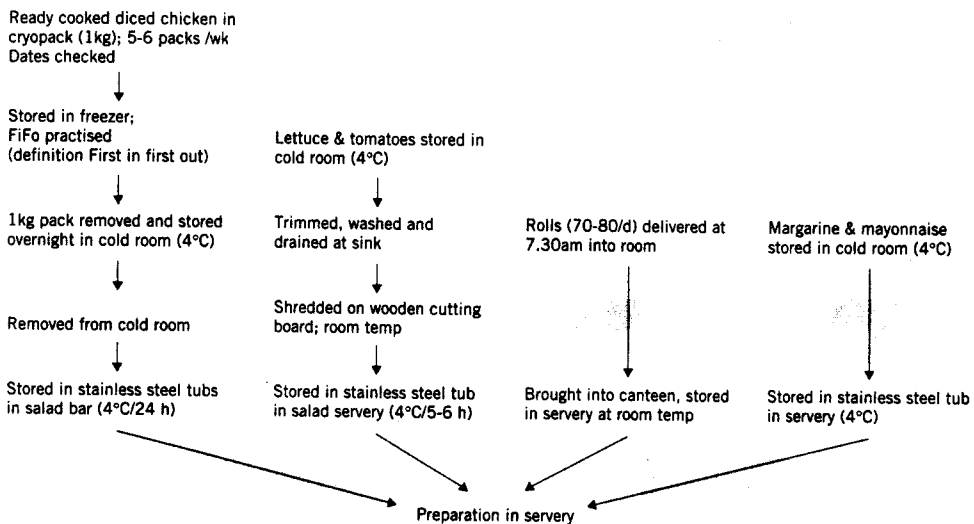 Ready cooked diced chicken in
cryopack (1kg); 5-6 packs /wk
Dates checked
Stored in freezer;
FiFo practised
(definition First in first out)
1kg pack removed and stored
overnight in cold room (4°C)
Removed from cold room
Stored in stainless steel tubs
in salad bar (4°C/24 h)
Lettuce & tomatoes stored in
cold room (4°C)
Trimmed, washed and
drained at sink
Shredded on wooden cutting
board; room temp
Stored in stainless steel tub
in salad servery (4°C/5-6 h)
Rolls (70-80/d) delivered at
7.30am into room
Brought into canteen, stored
in servery at room temp
Margarine & mayonnaise
stored in cold room (4°C)
Stored in stainless steel tub
in servery (4°C)
Preparation in servery